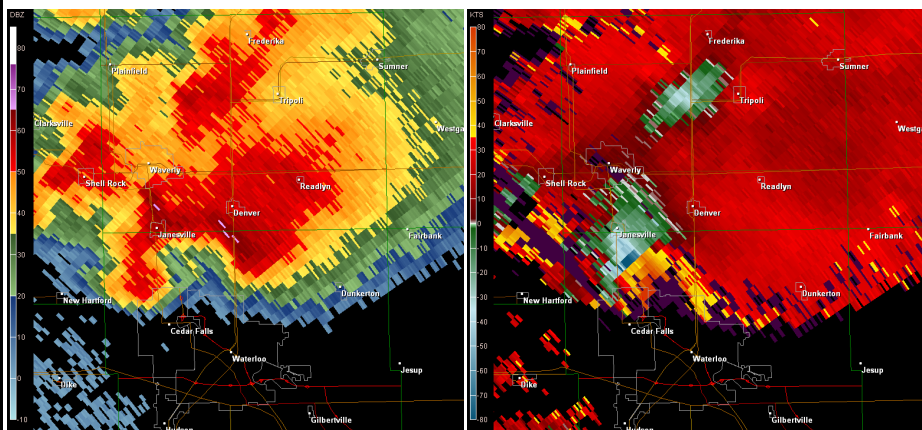 DBZ
80
70
60
50
40
30
20
10
0
-10
Frederika
Plainfield
Sumner
Tripoli
Clarksville
Westga
Waverly
Shell Rock
Readlyn
Denver
Janesville
Fairbank
New Hartford
Dunkerton
Cedar Falls
Waterloo
Jesup
Dike
Gilbertville
Hudson
KTS
80
70
60
50
40
30
20
10
0
-10
-20
-30
-40
-50
-60
-70
-80
Frederika
Plainfield
Sumner
Tripoli
Clarksville
Westga
Waverly
Shell Rock
Readlyn
Denver
Janesville
Fairbank
New Hartford
Dunkerton
Cedar Falls
Waterloo
Jesup
Dike
Gilbertville
Hudson